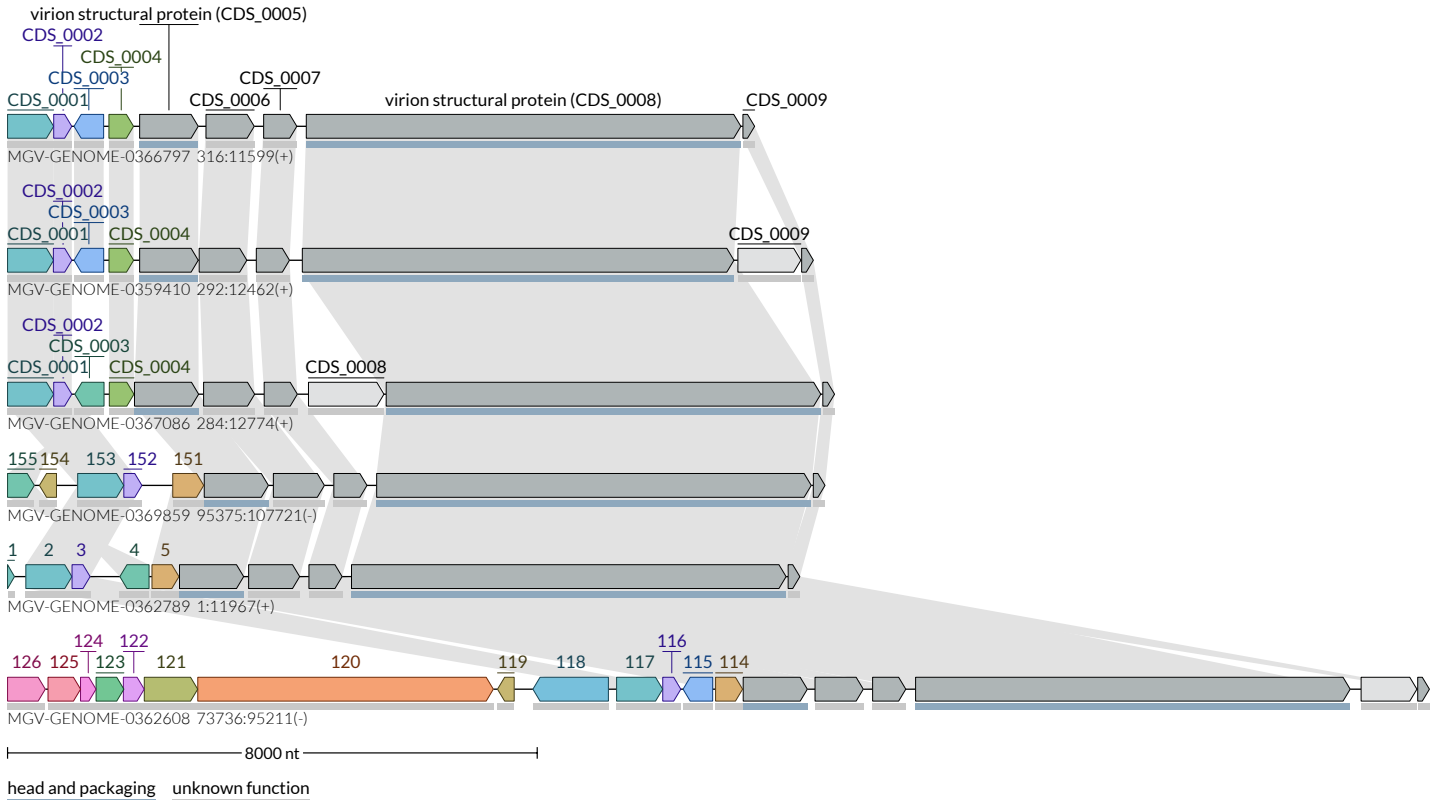 virion structural protein (CDS_0005)
CDS_0002
CDS_0004
CDS_0003 CDS_0007
CDS_0001 CDS_0006 virion structural protein (CDS_0008) CDS_0009
MGV-GENOME-0366797 316:11599(+)
CDS_0002
CDS_0003
CDS_0001 CDS_0004 CDS_0009
MGV-GENOME-0359410 292:12462(+)
CDS_0002
CDS_0003
CDS_0001 CDS_0004 CDS_0008
MGV-GENOME-0367086 284:12774(+)
155 154 153 152 151
MGV-GENOME-0369859 95375:107721(-)
1 2 3 4 5
MGV-GENOME-0362789 1:11967(+)
124 122 116
126 125 123 121 120 119 118 117 115 114
MGV-GENOME-0362608 73736:95211(-)
8000 nt
head and packaging unknown function